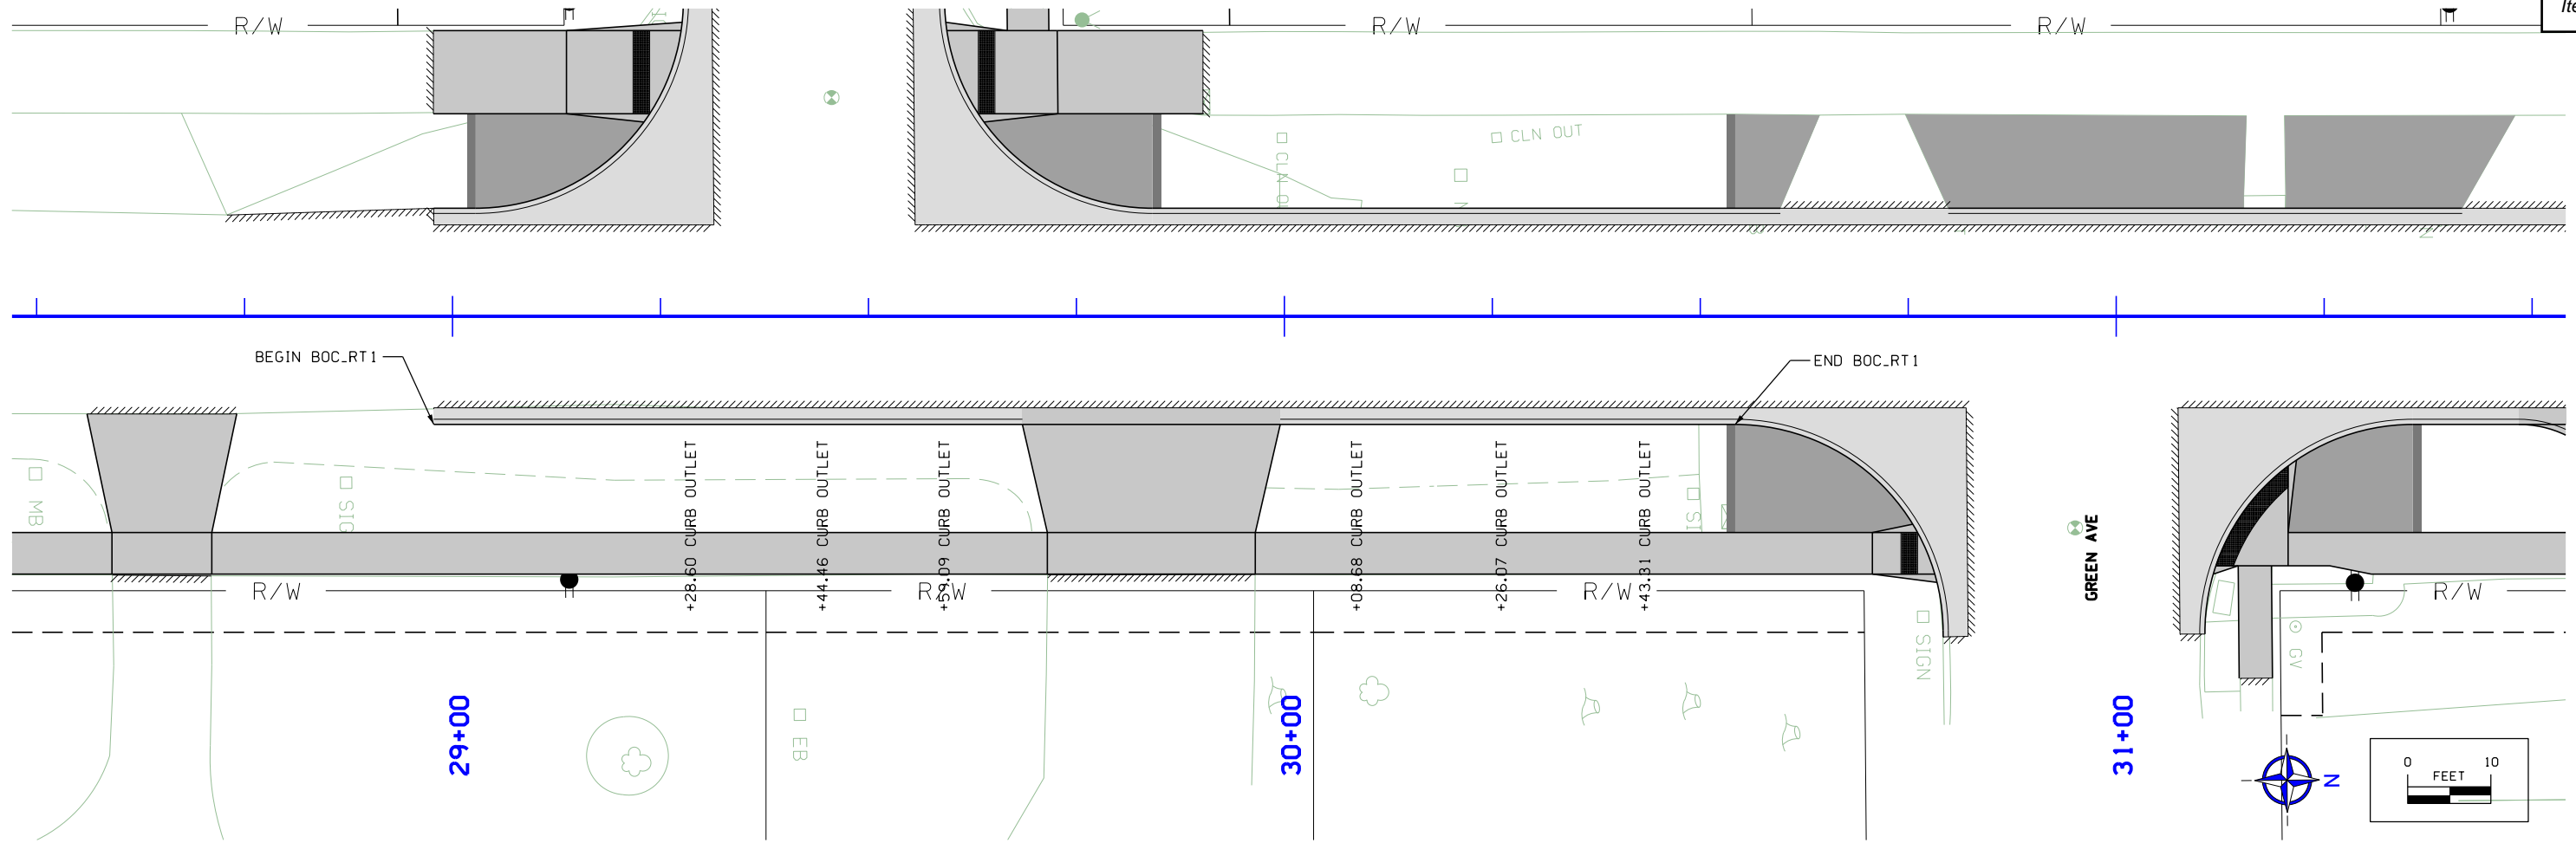 R/W
R/W
R/W
Ite
CLN OUT
BEGIN BOC_RT1
END BOC_RT1
MB
SIG
+28.60 CURB OUTLET
+44.46 CURB OUTLET
+59.09 CURB OUTLET
+08.68 CURB OUTLET
+26.07 CURB OUTLET
+43.31 CURB OUTLET
SI
GREEN AVE
R/W
R/W
R/W
R/W
SIGN
GV
EB
29+00
30+00
31+00
N
0 10
FEET